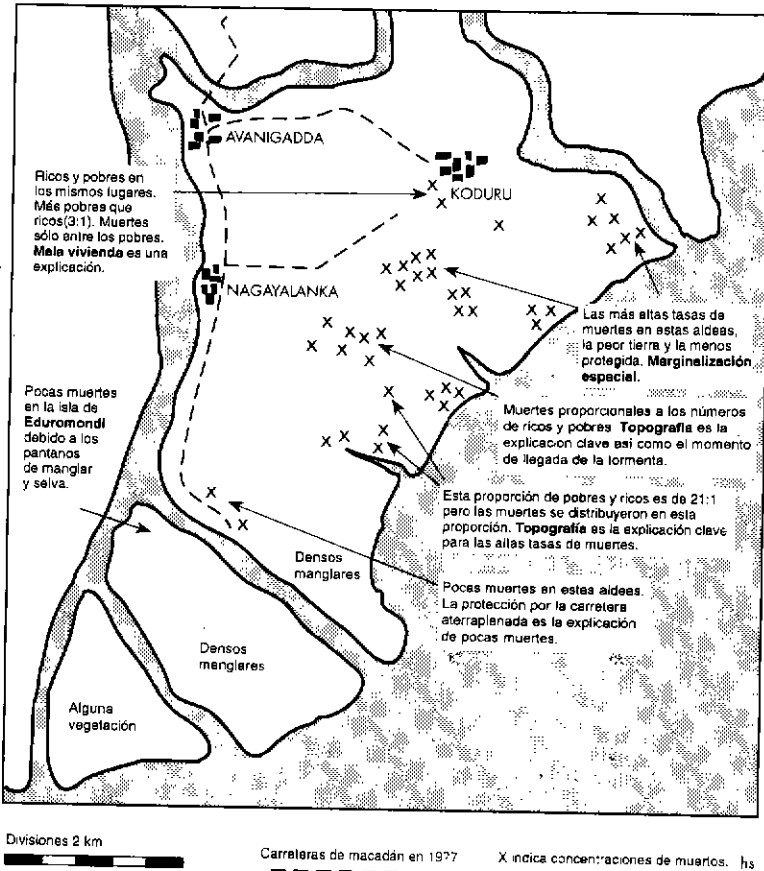 AVANIGADDA
Ricos y pobres en
los mismos lugares.
Más pobres que
ricos(3:1). Muertes
sólo entre los pobres.
Mala vivienda es una
explicación.
KODURU
NAGAYALANKA
Las más altas tasas de
muertes en estas aldeas,
la peor tierra y la menos
protegida. Marginalización
especial.
Pocas muertes
en la isla de
Eduromondi
debido a los
pantanos
de manglar
y selva.
Muertes proporcionales a los números
de ricos y pobres Topografía es la
explicación clave así como el momento
de llegada de la tormenta.
Esta proporción de pobres y ricos es de 21:1
pero las muertes se distribuyeron en esta
proporción. Topografía es la explicación clave
para las altas tasas de muertes.
Densos
manglares
Pocas muertes en estas aldeas.
La protección por la carretera
aterraplanada es la explicación
de pocas muertes.
Densos
manglares
Alguna
vegetación
Divisiones 2 km
Carreteras de macadán en 1977
X indica concentraciones de muertos.
hs